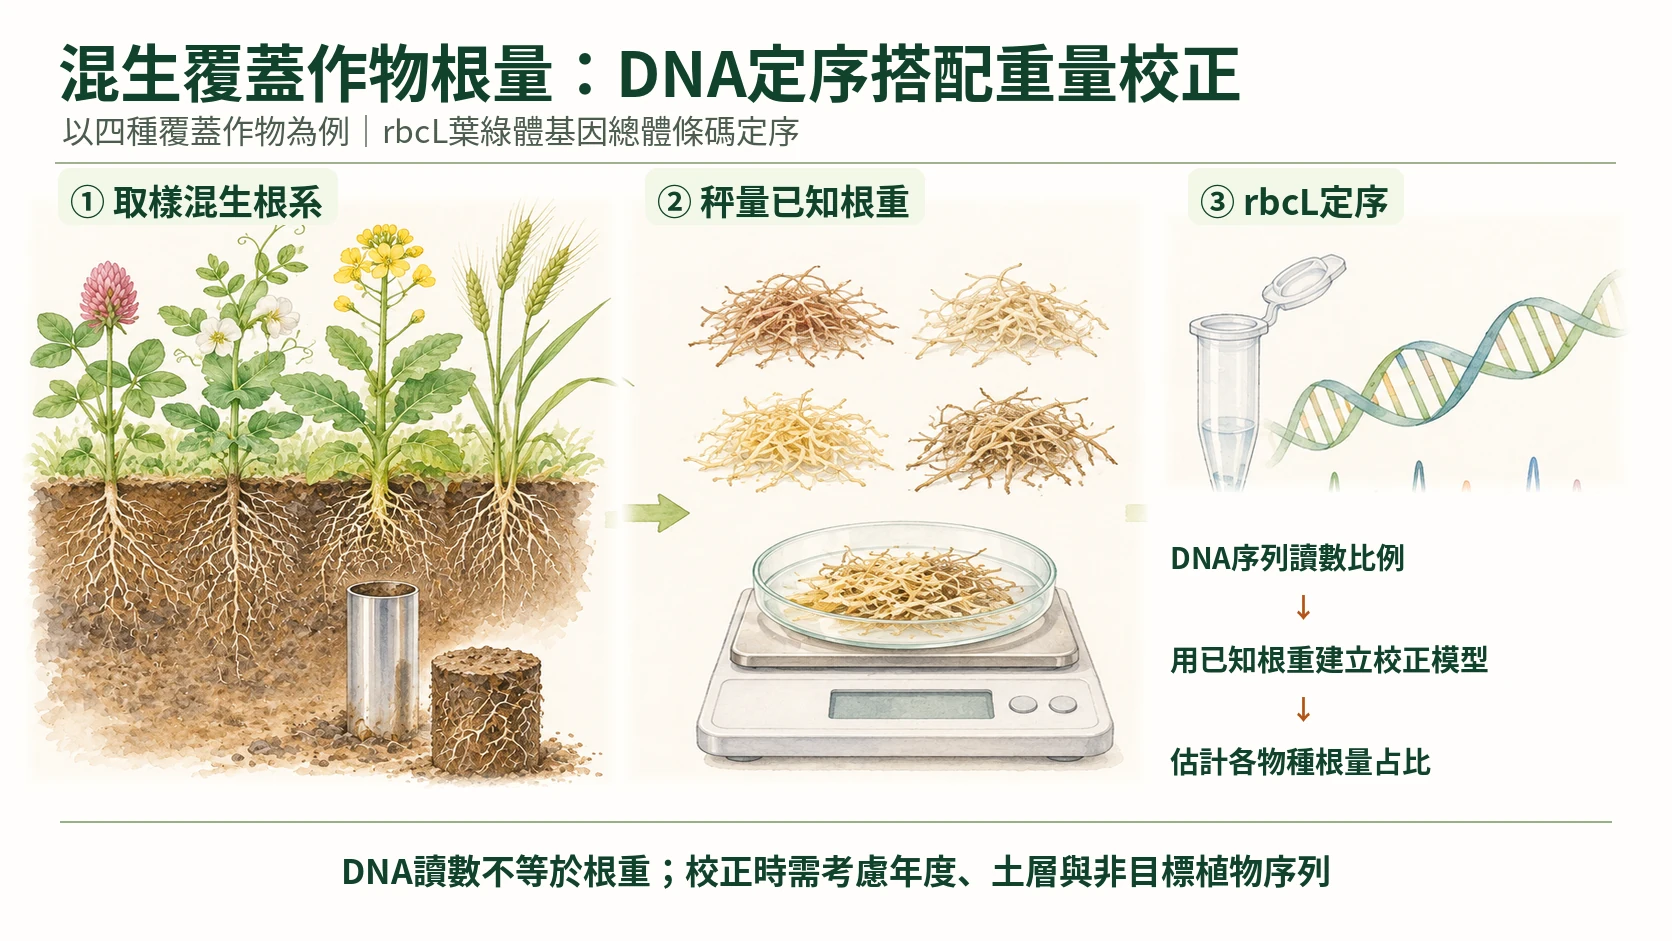 混生覆蓋作物根量：DNA定序搭配重量校正
以四種覆蓋作物為例｜rbcL葉綠體基因總體條碼定序
① 取樣混生根系
② 秤量已知根重
③ rbcL定序
DNA序列讀數比例
↓
用已知根重建立校正模型
↓
估計各物種根量占比
DNA讀數不等於根重；校正時需考慮年度、土層與非目標植物序列